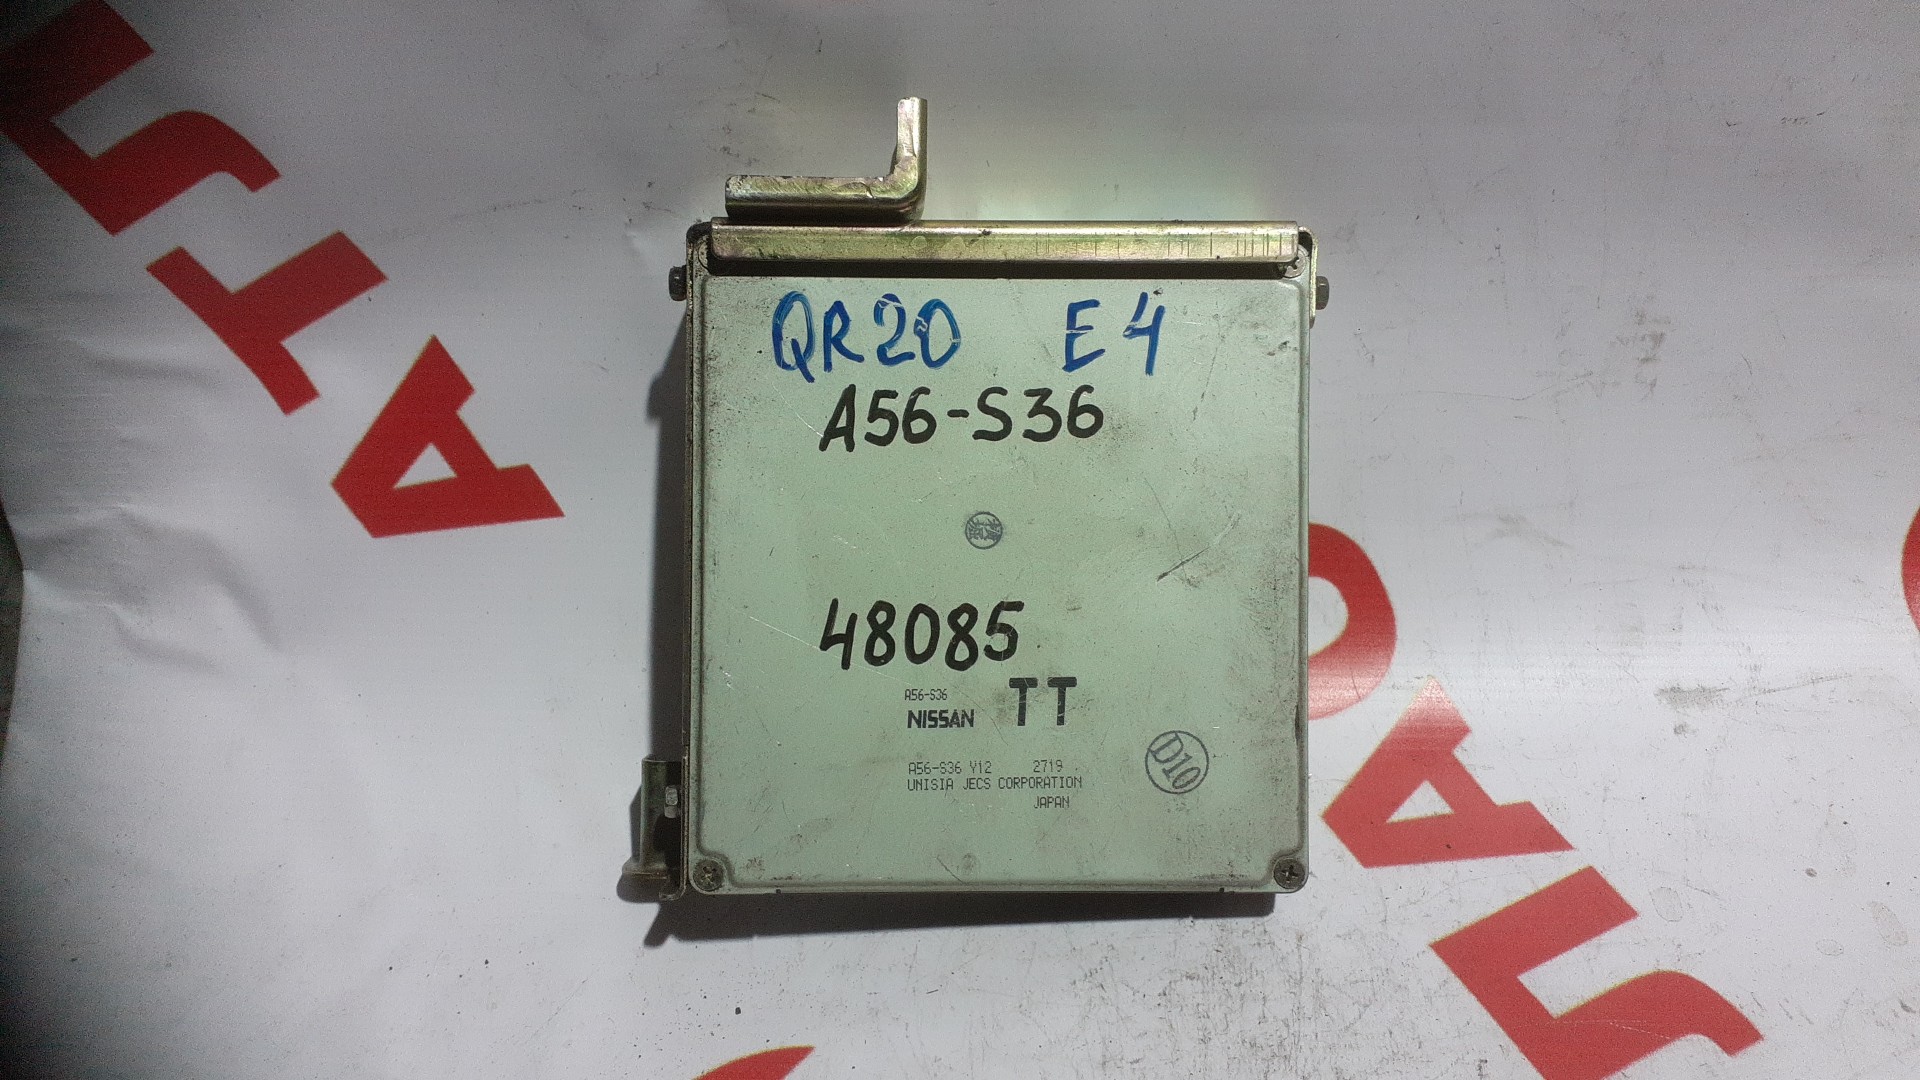 QR20 E4
A56-S36
48085
A56-S36
NISSAN TT
A56-S36 Y12 2719
UNISIA JECS CORPORATION
JAPAN
D10